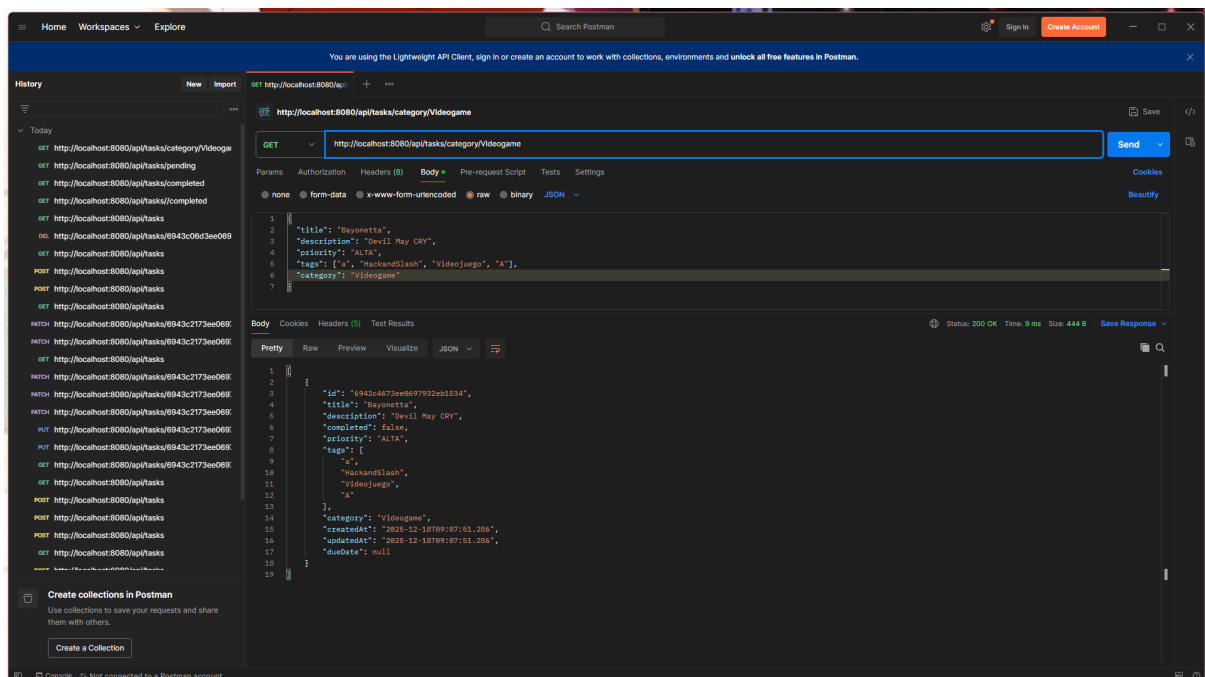 Home Workspaces Explore Search Postman Sign In Create Account
You are using the Lightweight API Client, sign in or create an account to work with collections, environments and unlock all free features in Postman.
History New Import
GET http://localhost:8080/api
Today
GET http://localhost:8080/api/tasks/category/Videogar
GET http://localhost:8080/api/tasks/pending
GET http://localhost:8080/api/tasks/completed
GET http://localhost:8080/api/tasks//completed
GET http://localhost:8080/api/tasks
DEL http://localhost:8080/api/tasks/6943c06d3ee069
GET http://localhost:8080/api/tasks
POST http://localhost:8080/api/tasks
POST http://localhost:8080/api/tasks
GET http://localhost:8080/api/tasks
PATCH http://localhost:8080/api/tasks/6943c2173ee069
PATCH http://localhost:8080/api/tasks/6943c2173ee069
GET http://localhost:8080/api/tasks
PATCH http://localhost:8080/api/tasks/6943c2173ee069
PATCH http://localhost:8080/api/tasks/6943c2173ee069
PATCH http://localhost:8080/api/tasks/6943c2173ee069
PUT http://localhost:8080/api/tasks/6943c2173ee069
PUT http://localhost:8080/api/tasks/6943c2173ee069
GET http://localhost:8080/api/tasks/6943c2173ee069
GET http://localhost:8080/api/tasks
POST http://localhost:8080/api/tasks
POST http://localhost:8080/api/tasks
POST http://localhost:8080/api/tasks
GET http://localhost:8080/api/tasks
POST http://localhost:8080/api/tasks
Create collections in Postman
Use collections to save your requests and share
them with others.
Create a Collection
http://localhost:8080/api/tasks/category/Videogame Save
GET http://localhost:8080/api/tasks/category/Videogame Send
Params Authorization Headers (8) Body Pre-request Script Tests Settings Cookies
none form-data x-www-form-urlencoded raw binary JSON Beautify
1 {
2 "title": "Bayonetta",
3 "description": "Devil May CRY",
4 "priority": "ALTA",
5 "tags": ["a", "HackandSlash", "Videojuego", "A"],
6 "category": "Videogame"
7 }
Body Cookies Headers (5) Test Results Status: 200 OK Time: 9 ms Size: 444 B Save Response
Pretty Raw Preview Visualize JSON
1 [
2 {
3 "id": "6943c4673ee0697932eb1534",
4 "title": "Bayonetta",
5 "description": "Devil May CRY",
6 "completed": false,
7 "priority": "ALTA",
8 "tags": [
9 "a",
10 "HackandSlash",
11 "Videojuego",
12 "A"
13 ],
14 "category": "Videogame",
15 "createdAt": "2025-12-18T09:07:51.286",
16 "updatedAt": "2025-12-18T09:07:51.286",
17 "dueDate": null
18 }
19 ]
Console Not connected to a Postman account